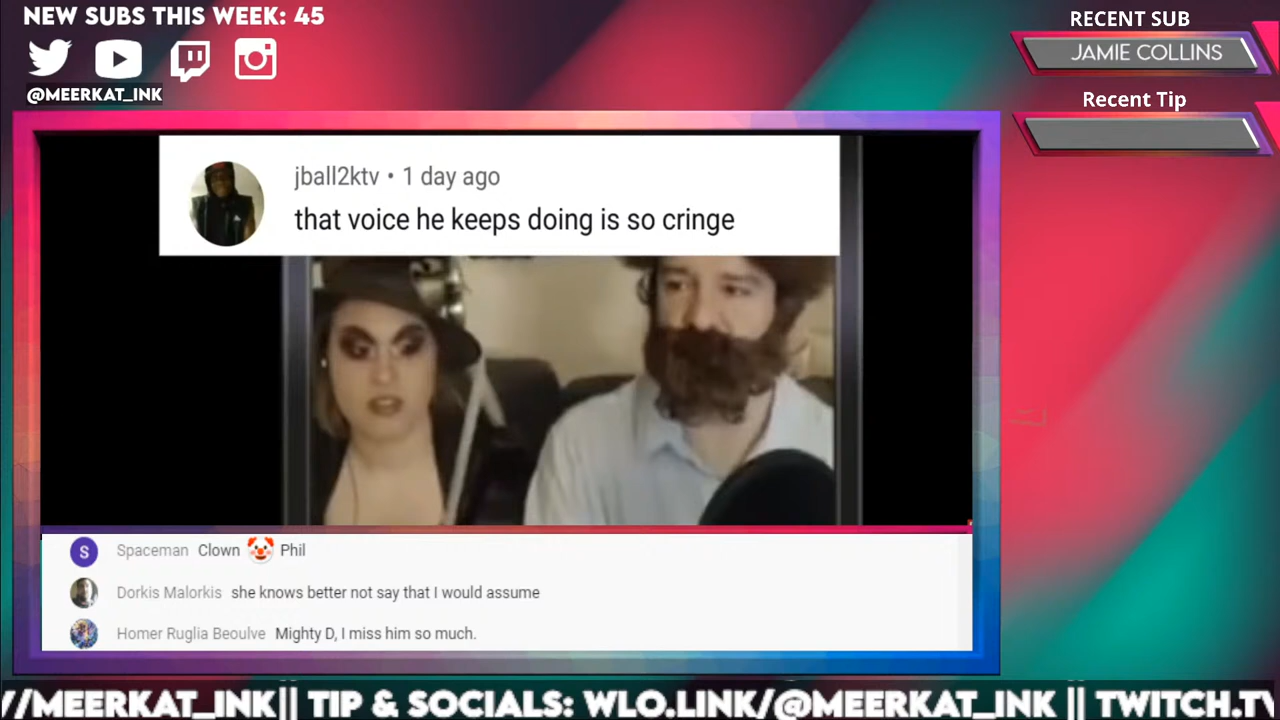 NEW SUBS THIS WEEK: 45
@MEERKAT_INK
RECENT SUB
JAMIE COLLINS
Recent Tip
jball2ktv • 1 day ago
that voice he keeps doing is so cringe
S Spaceman Clown 🤡 Phil
Dorkis Malorkis she knows better not say that I would assume
Homer Ruglia Beoulve Mighty D, I miss him so much.
//MEERKAT_INK|| TIP & SOCIALS: WLO.LINK/@MEERKAT_INK || TWITCH.TV